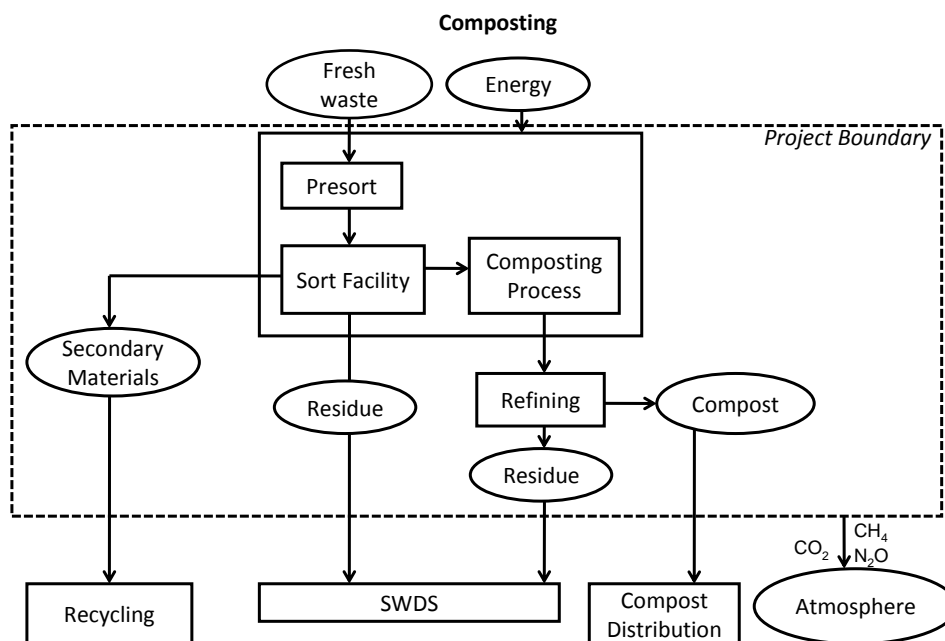 Composting
Fresh
waste
Energy
Project Boundary
Presort
Sort Facility
Composting
Process
Secondary
Materials
Residue
Refining
Compost
Residue
CO₂
CH₄
N₂O
Recycling
SWDS
Compost
Distribution
Atmosphere